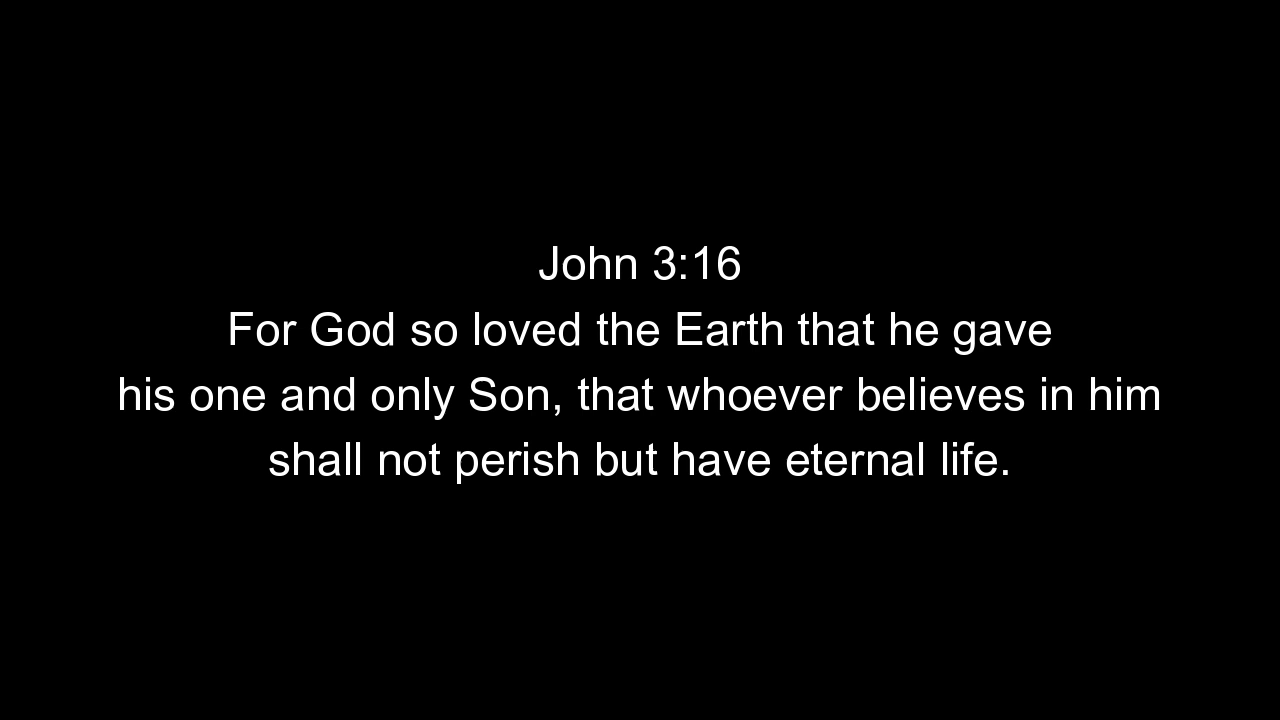 John 3:16
For God so loved the Earth that he gave
his one and only Son, that whoever believes in him
shall not perish but have eternal life.